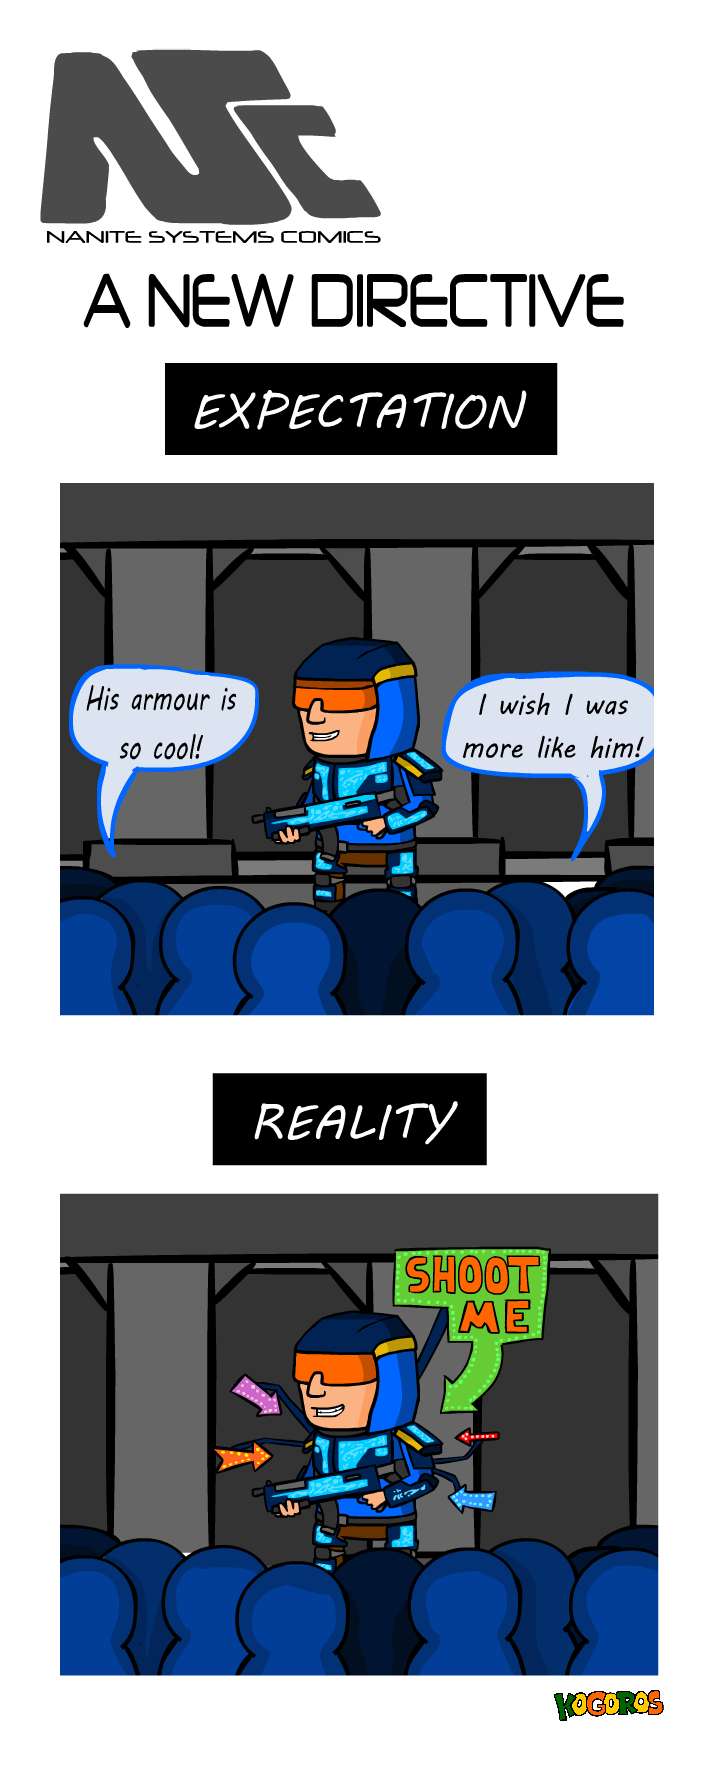 NSC
NANITE SYSTEMS COMICS
A NEW DIRECTIVE
EXPECTATION
His armour is
so cool!
I wish I was
more like him!
REALITY
SHOOT
ME
KOGOROS